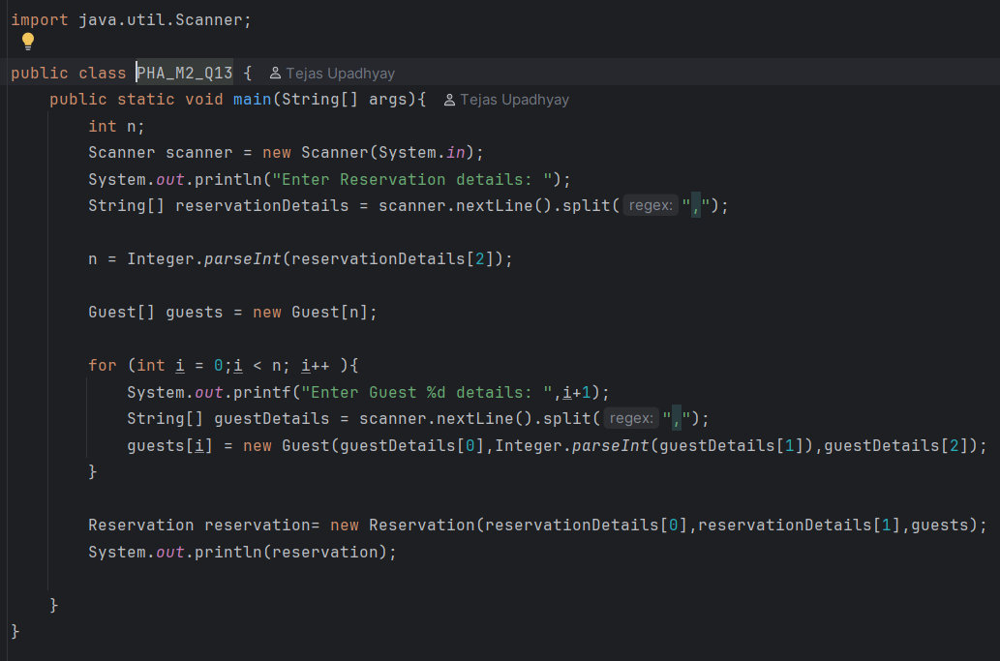 import java.util.Scanner;
public class PHA_M2_Q13 { Tejas Upadhyay
public static void main(String[] args){ Tejas Upadhyay
int n;
Scanner scanner = new Scanner(System.in);
System.out.println("Enter Reservation details: ");
String[] reservationDetails = scanner.nextLine().split( regex: ",");
n = Integer.parseInt(reservationDetails[2]);
Guest[] guests = new Guest[n];
for (int i = 0;i < n; i++ ){
System.out.printf("Enter Guest %d details: ",i+1);
String[] guestDetails = scanner.nextLine().split( regex: ",");
guests[i] = new Guest(guestDetails[0],Integer.parseInt(guestDetails[1]),guestDetails[2]);
}
Reservation reservation= new Reservation(reservationDetails[0],reservationDetails[1],guests);
System.out.println(reservation);
}
}